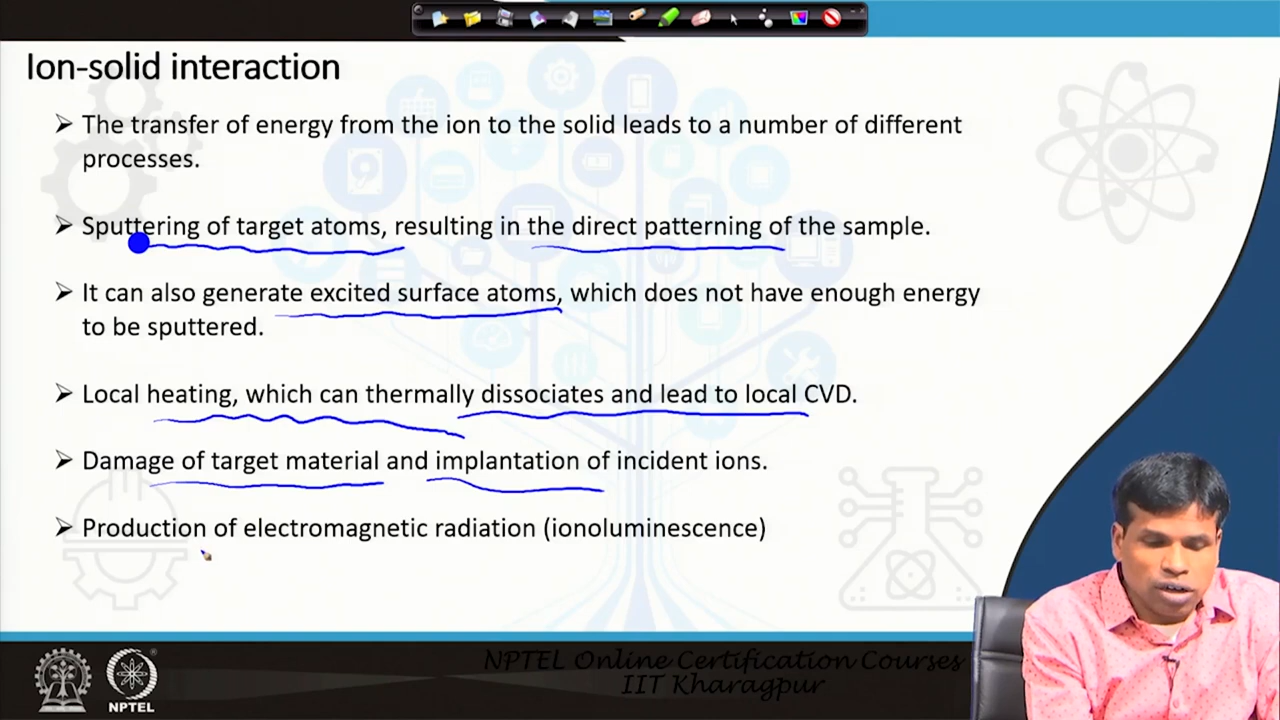 Ion-solid interaction
➢ The transfer of energy from the ion to the solid leads to a number of different
processes.
➢ Sputtering of target atoms, resulting in the direct patterning of the sample.
➢ It can also generate excited surface atoms, which does not have enough energy
to be sputtered.
➢ Local heating, which can thermally dissociates and lead to local CVD.
➢ Damage of target material and implantation of incident ions.
➢ Production of electromagnetic radiation (ionoluminescence)
NPTEL Online Certification Courses
IIT Kharagpur
NPTEL